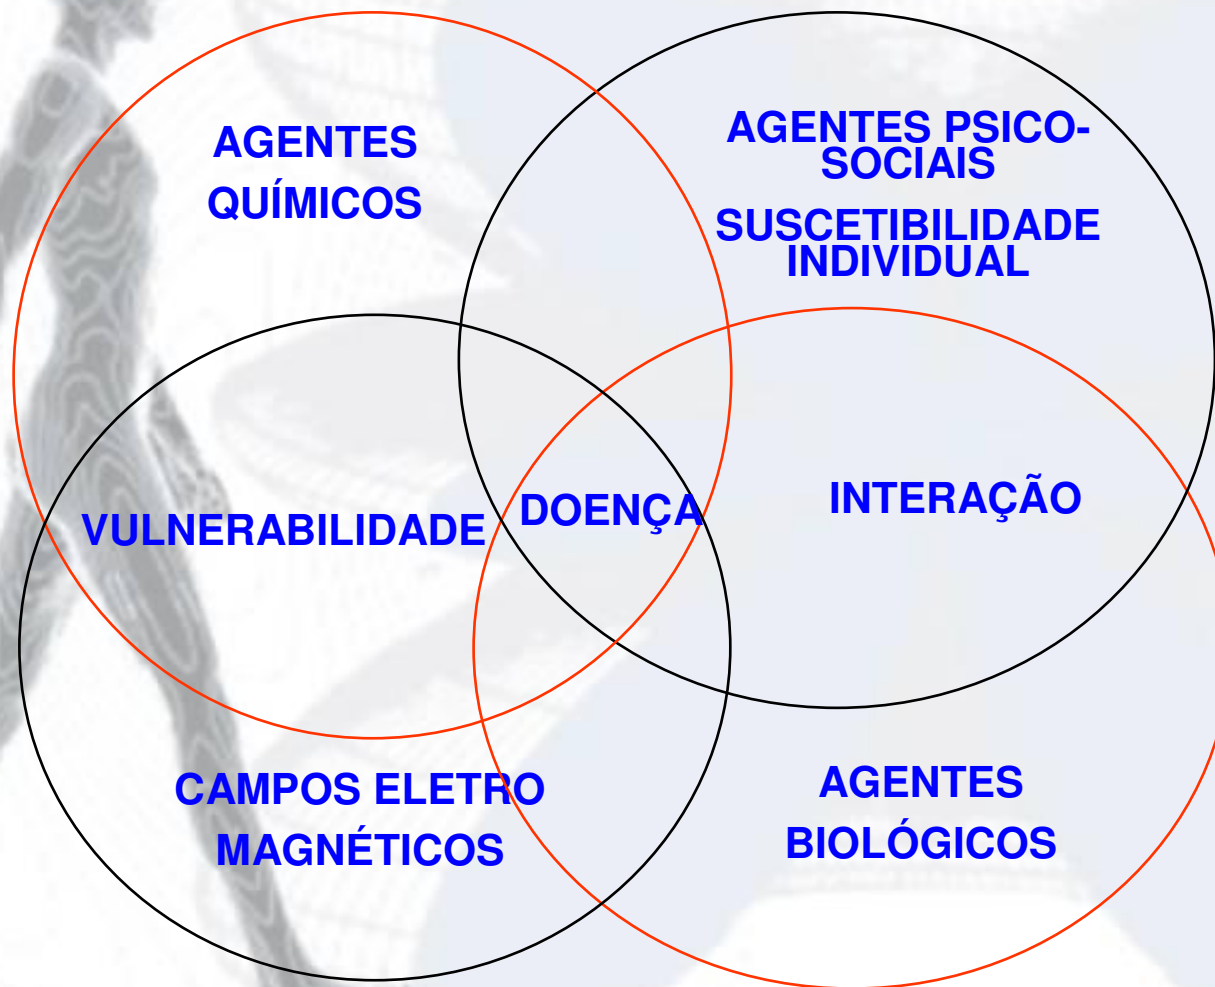 AGENTES
QUÍMICOS
AGENTES PSICO-
SOCIAIS
SUSCETIBILIDADE
INDIVIDUAL
VULNERABILIDADE
DOENÇA
INTERAÇÃO
CAMPOS ELETRO
MAGNÉTICOS
AGENTES
BIOLÓGICOS